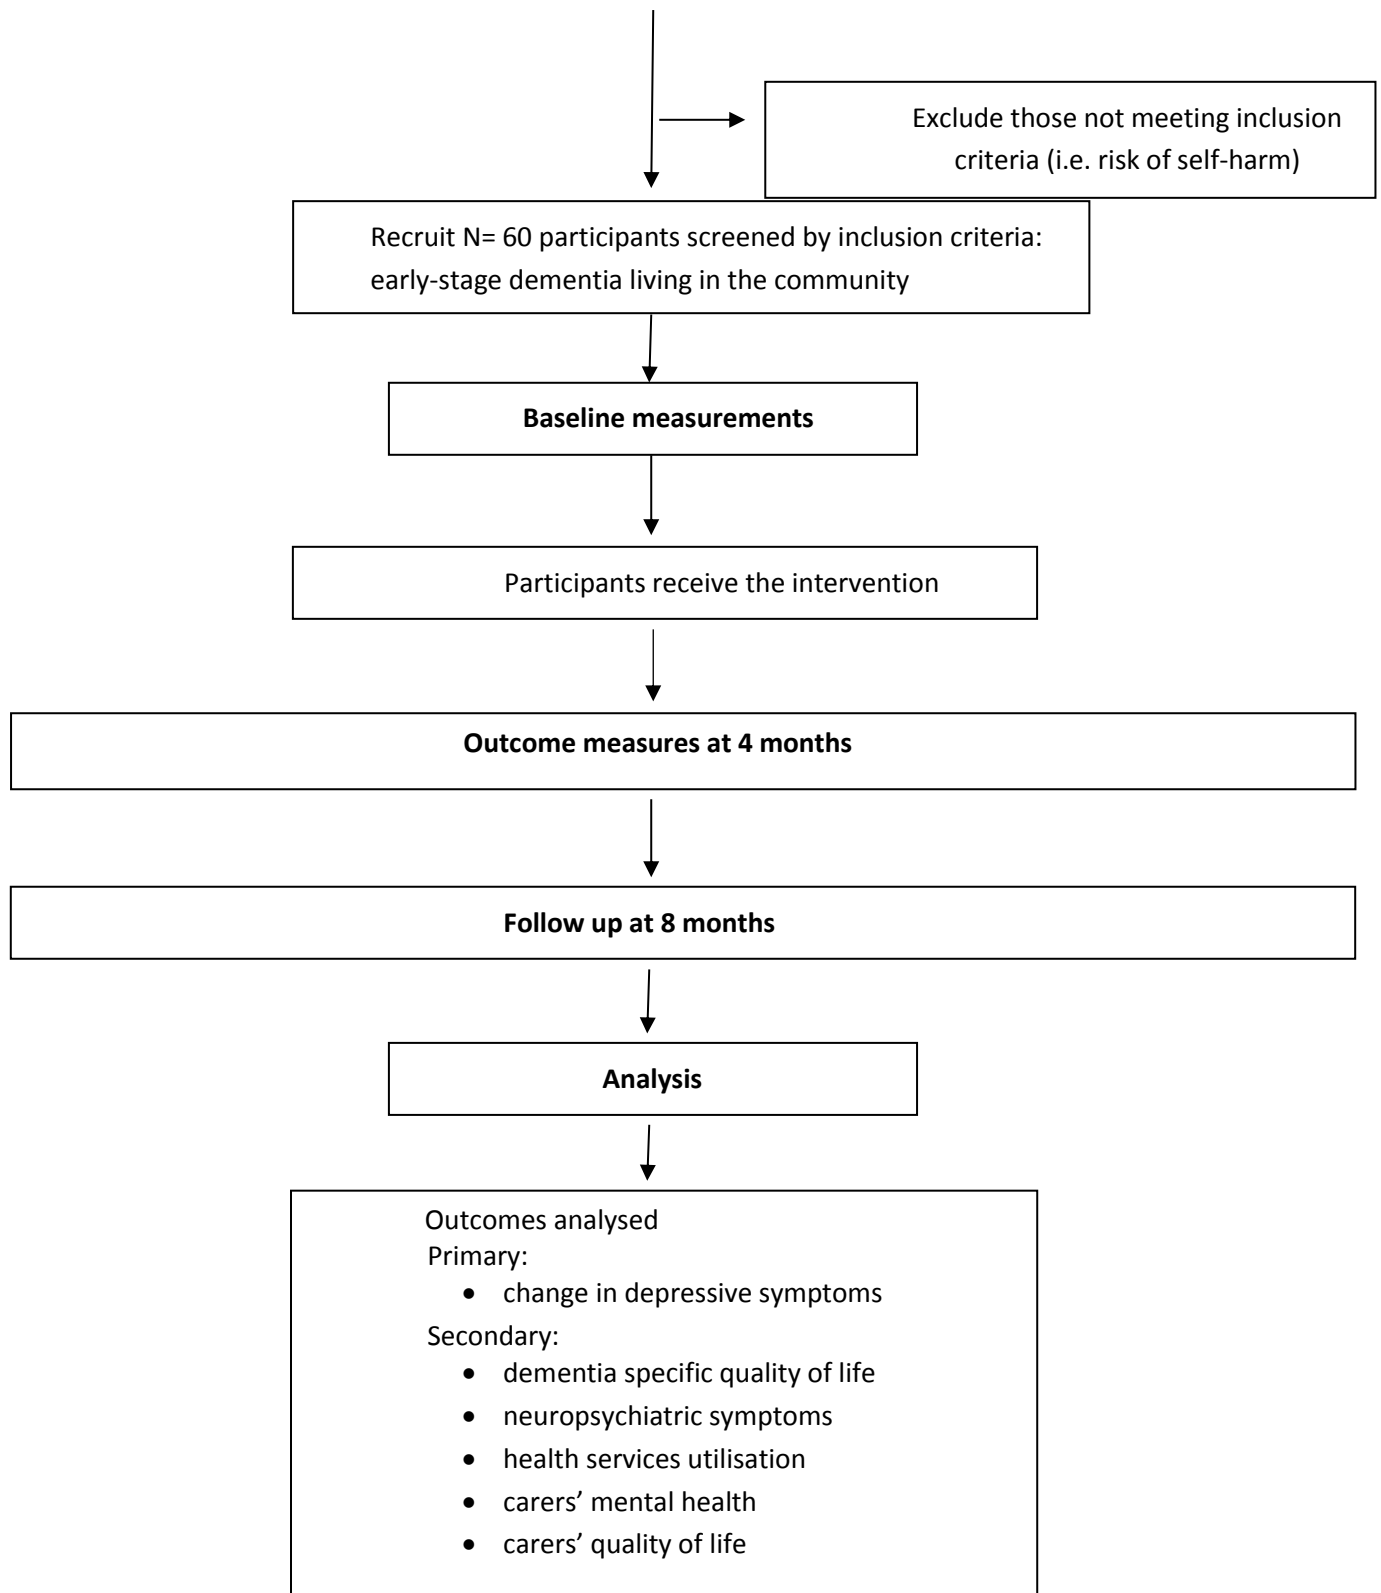 Exclude those not meeting inclusion
criteria (i.e. risk of self-harm)
Recruit N= 60 participants screened by inclusion criteria:
early-stage dementia living in the community
Baseline measurements
Participants receive the intervention
Outcome measures at 4 months
Follow up at 8 months
Analysis
Outcomes analysed
Primary:
• change in depressive symptoms
Secondary:
• dementia specific quality of life
• neuropsychiatric symptoms
• health services utilisation
• carers’ mental health
• carers’ quality of life